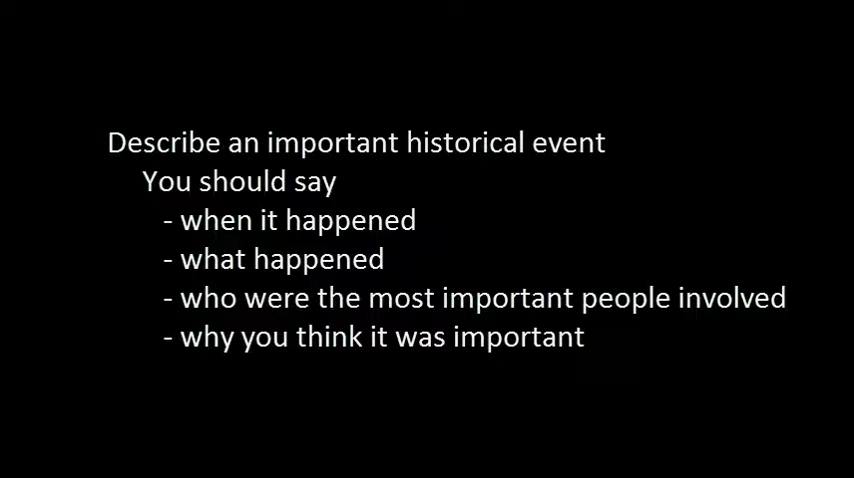 Describe an important historical event
You should say
- when it happened
- what happened
- who were the most important people involved
- why you think it was important